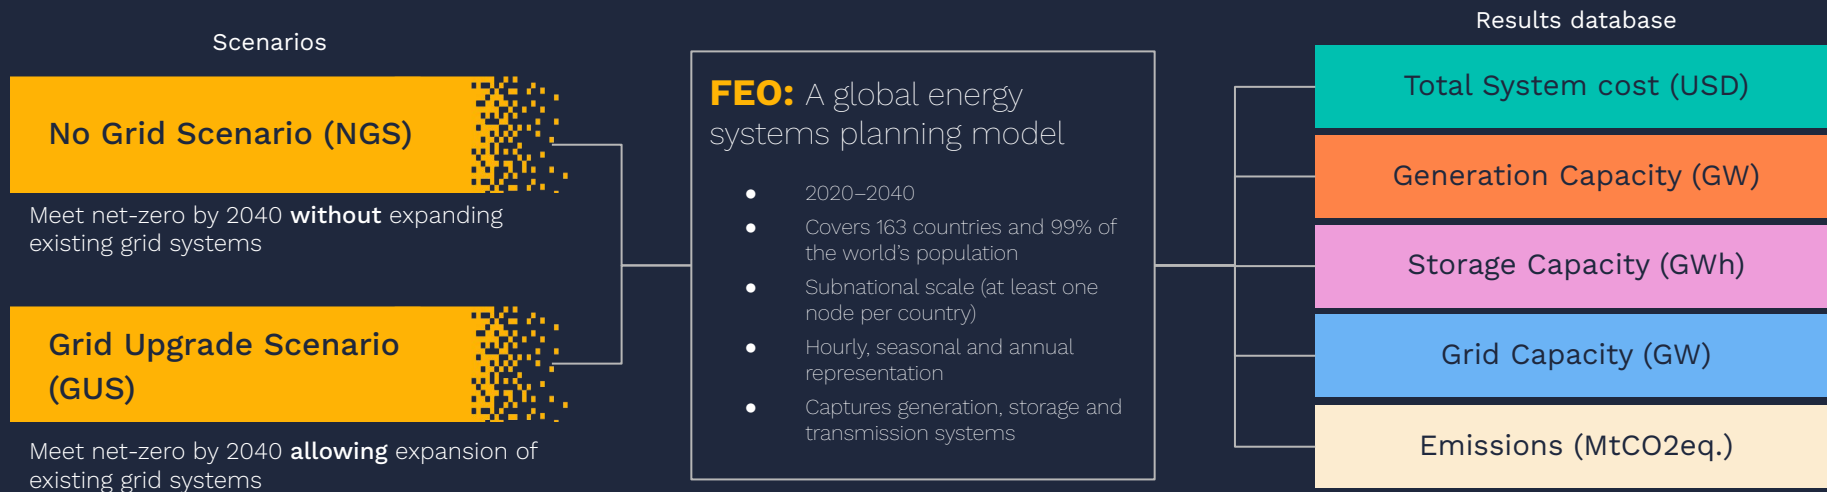 Scenarios
No Grid Scenario (NGS)
Meet net-zero by 2040 without expanding
existing grid systems
Grid Upgrade Scenario
(GUS)
Meet net-zero by 2040 allowing expansion of
existing grid systems
FEO: A global energy
systems planning model
● 2020–2040
● Covers 163 countries and 99% of
the world's population
● Subnational scale (at least one
node per country)
● Hourly, seasonal and annual
representation
● Captures generation, storage and
transmission systems
Results database
Total System cost (USD)
Generation Capacity (GW)
Storage Capacity (GWh)
Grid Capacity (GW)
Emissions (MtCO2eq.)